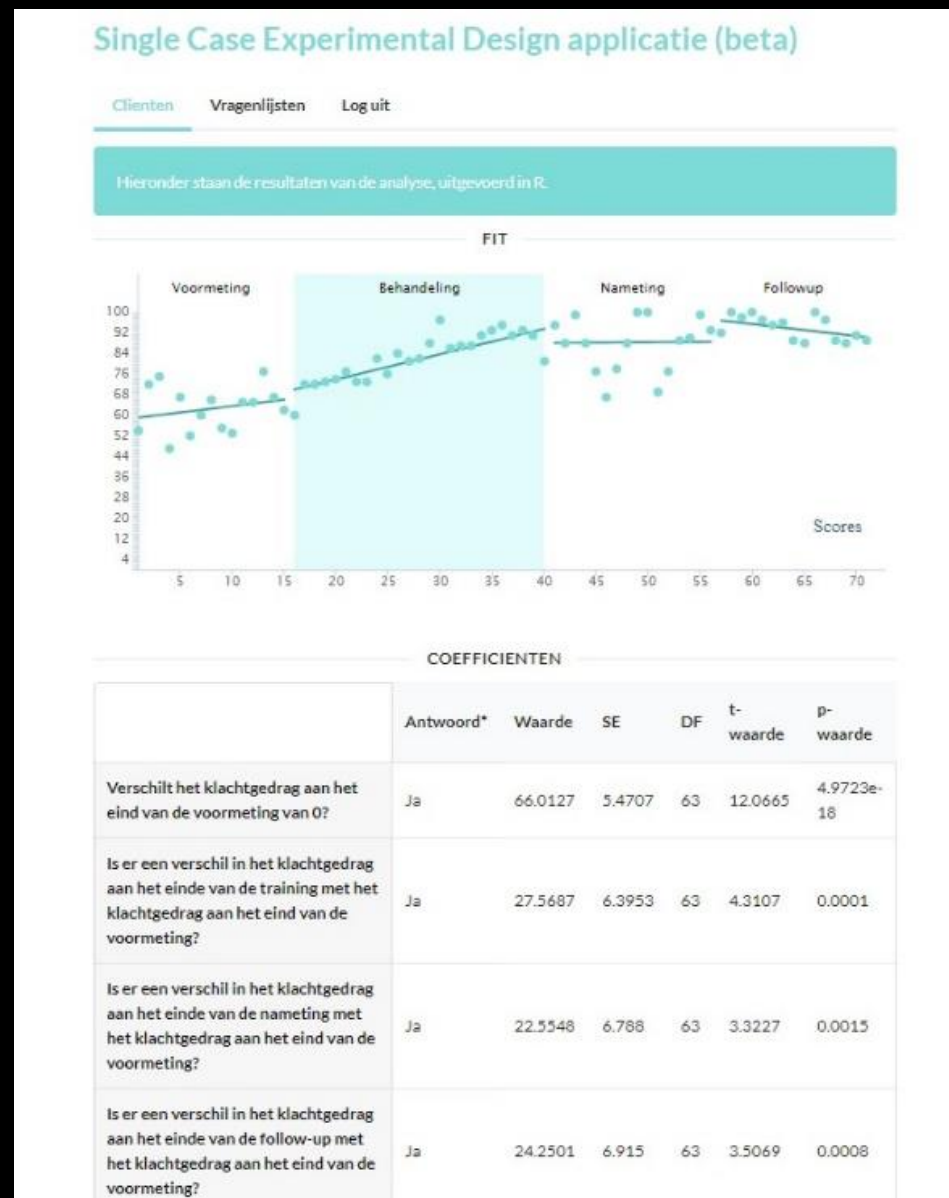 Single Case Experimental Design applicatie (beta)
Clienten Vragenlijsten Log uit
Hieronder staan de resultaten van de analyse, uitgevoerd in R.
FIT
Voormeting Behandeling Nameting Followup
100
92
84
76
68
60
52
44
36
28
20
12
4
Scores
5 10 15 20 25 30 35 40 45 50 55 60 65 70
COEFFICIENTEN
Antwoord* Waarde SE DF t-waarde p-waarde
Verschilt het klachtgedrag aan het
eind van de voormeting van 0?
Ja 66.0127 5.4707 63 12.0665 4.9723e-18
Is er een verschil in het klachtgedrag
aan het einde van de training met het
klachtgedrag aan het eind van de
voormeting?
Ja 27.5687 6.3953 63 4.3107 0.0001
Is er een verschil in het klachtgedrag
aan het einde van de nameting met
het klachtgedrag aan het eind van de
voormeting?
Ja 22.5548 6.788 63 3.3227 0.0015
Is er een verschil in het klachtgedrag
aan het einde van de follow-up met
het klachtgedrag aan het eind van de
voormeting?
Ja 24.2501 6.915 63 3.5069 0.0008